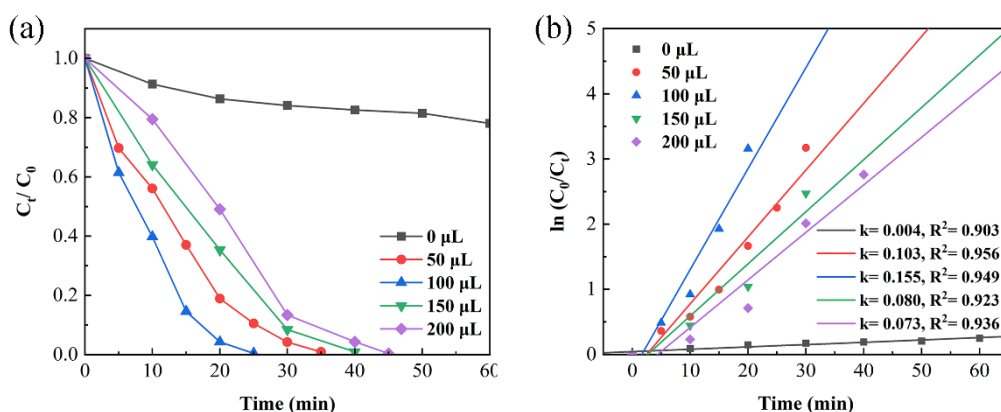 (a)
C_t/ C_0
1.0
0.8
0.6
0.4
0.2
0.0
0 10 20 30 40 50 60
Time (min)
0 µL
50 µL
100 µL
150 µL
200 µL
(b)
ln (C_0/C_t)
5
4
3
2
1
0
0 10 20 30 40 50 60
Time (min)
0 µL
50 µL
100 µL
150 µL
200 µL
k= 0.004, R²= 0.903
k= 0.103, R²= 0.956
k= 0.155, R²= 0.949
k= 0.080, R²= 0.923
k= 0.073, R²= 0.936